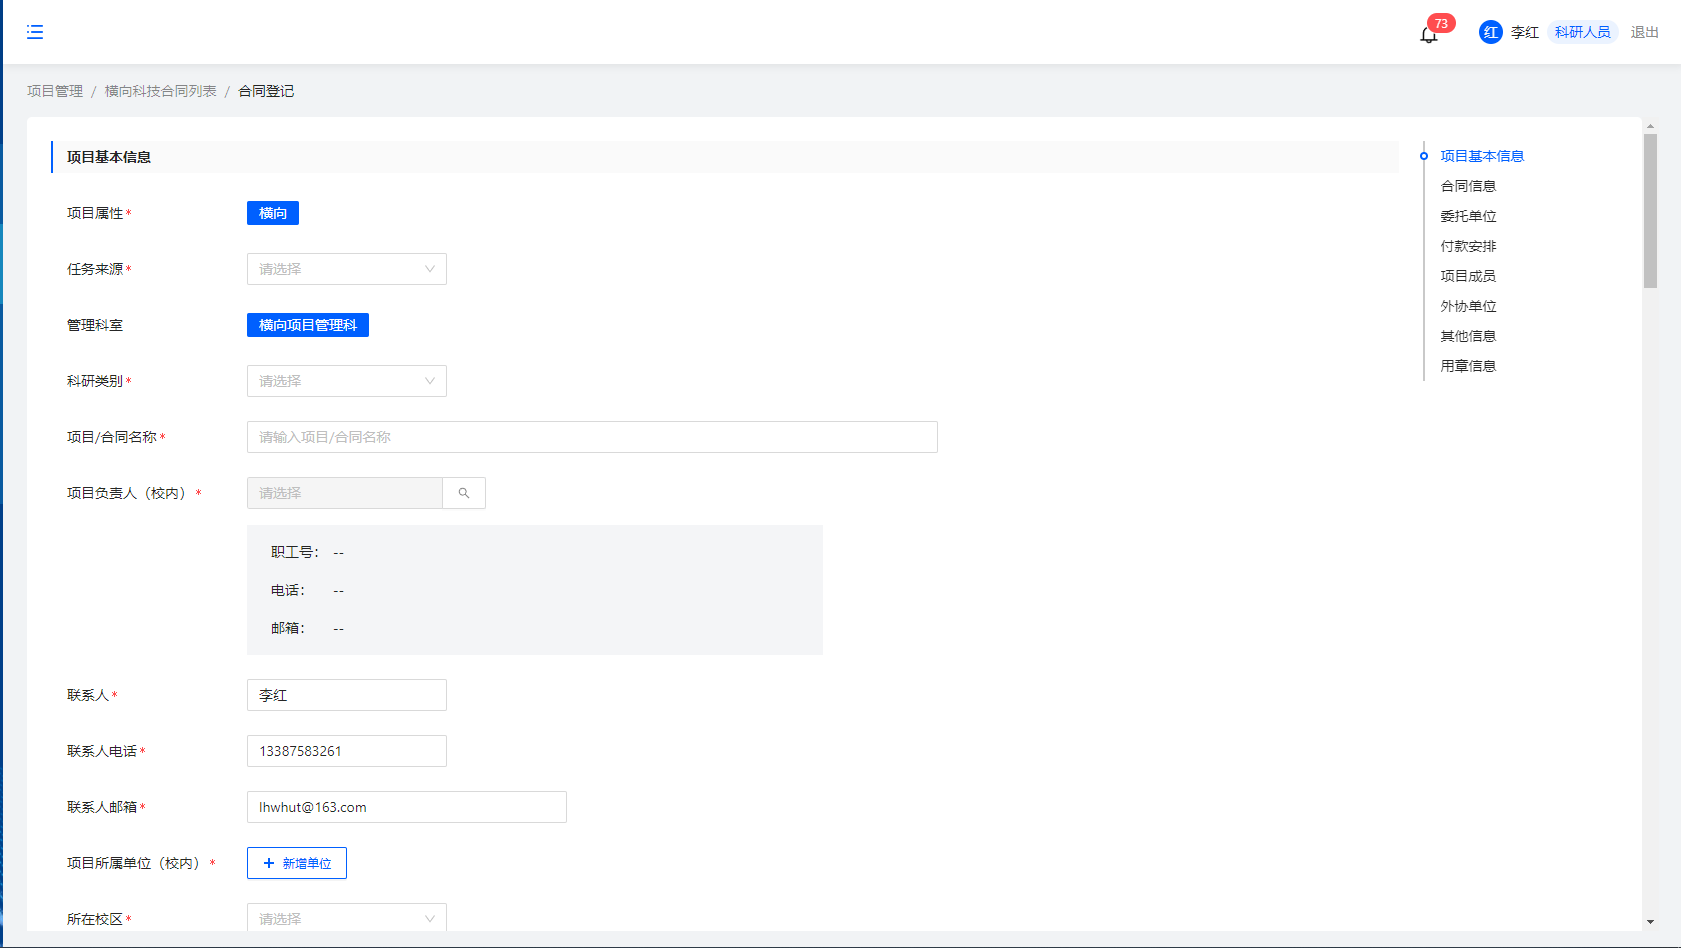 73
红 李红 科研人员 退出
项目管理 / 横向科技合同列表 / 合同登记
项目基本信息
项目属性*
横向
任务来源*
请选择
管理科室
横向项目管理科
科研类别*
请选择
项目/合同名称*
请输入项目/合同名称
项目负责人（校内）*
请选择
职工号： --
电话： --
邮箱： --
联系人*
李红
联系人电话*
13387583261
联系人邮箱*
lhwhut@163.com
项目所属单位（校内）*
+ 新增单位
所在校区*
请选择
项目基本信息
合同信息
委托单位
付款安排
项目成员
外协单位
其他信息
用章信息